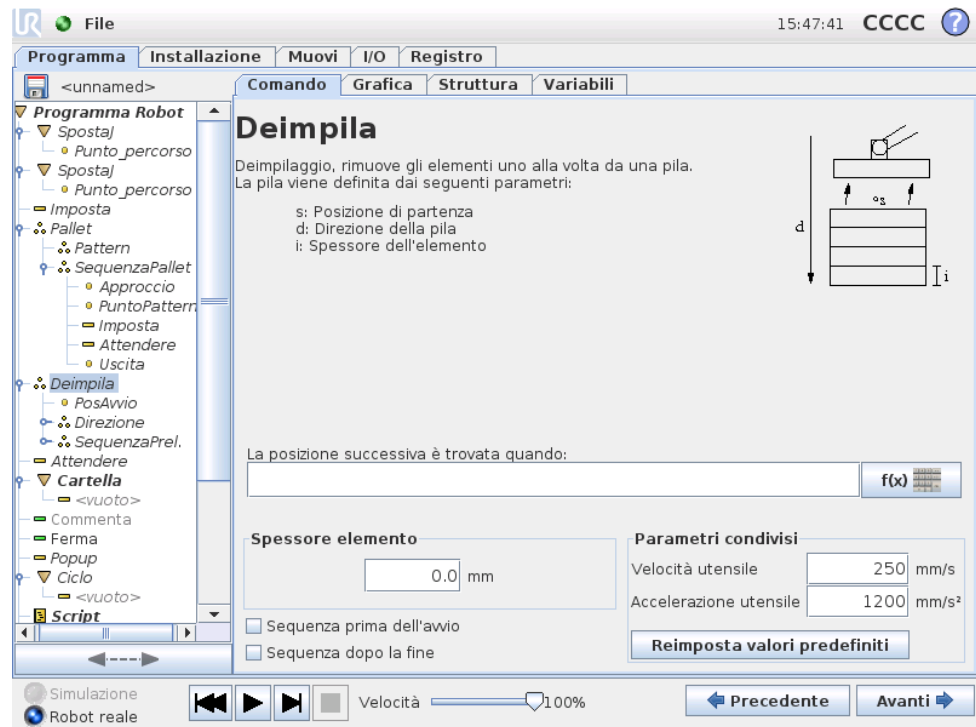 File 15:47:41 CCCC ?
Programma Installazione Muovi I/O Registro
<unnamed>
Comando Grafica Struttura Variabili
Programma Robot
SpostaJ
Punto_percorso
SpostaJ
Punto_percorso
Imposta
Pallet
Pattern
SequenzaPallet
Approccio
PuntoPattern
Imposta
Attendere
Uscita
Deimpila
PosAvvio
Direzione
SequenzaPrel.
Attendere
Cartella
<vuoto>
Commenta
Ferma
Popup
Ciclo
<vuoto>
Script
Deimpila
Deimpilaggio, rimuove gli elementi uno alla volta da una pila.
La pila viene definita dai seguenti parametri:
s: Posizione di partenza
d: Direzione della pila
i: Spessore dell'elemento
s
d
i
La posizione successiva è trovata quando:
f(x)
Spessore elemento
0.0 mm
Sequenza prima dell'avvio
Sequenza dopo la fine
Parametri condivisi
Velocità utensile 250 mm/s
Accelerazione utensile 1200 mm/s²
Reimposta valori predefiniti
Simulazione
Robot reale
Velocità 100%
Precedente Avanti